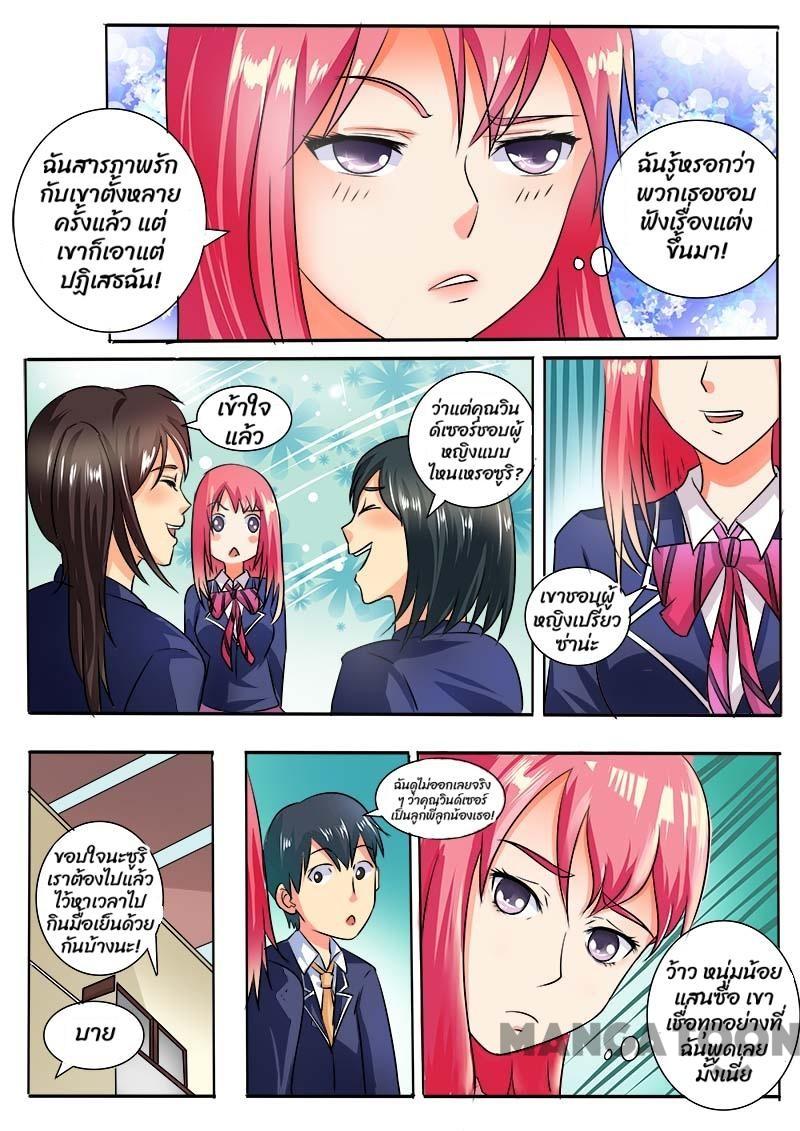 ฉันสารภาพรัก
กับเขาตั้งหลาย
ครั้งแล้ว แต่
เขาก็เอาแต่
ปฏิเสธฉัน!
ฉันรู้หรอกว่า
พวกเธอชอบ
ฟังเรื่องแต่ง
ขึ้นมา!
เข้าใจ
แล้ว
ว่าแต่คุณวิน
ด์เซอร์ชอบผู้
หญิงแบบ
ไหนเหรอซูริ?
เขาชอบผู้
หญิงเปรี้ยว
ซ่าน่ะ
ขอบใจนะซูริ
เราต้องไปแล้ว
ไว้หาเวลาไป
กินมื้อเย็นด้วย
กันบ้างนะ!
บาย
ฉันดูไม่ออกเลยจริง
ๆ ว่าคุณวินด์เซอร์
เป็นลูกพี่ลูกน้องเธอ!
ว้าว หนุ่มน้อย
แสนซื่อ เขา
เชื่อทุกอย่างที่
ฉันพูดเลย
มั้งเนี่ย
MANGATOON